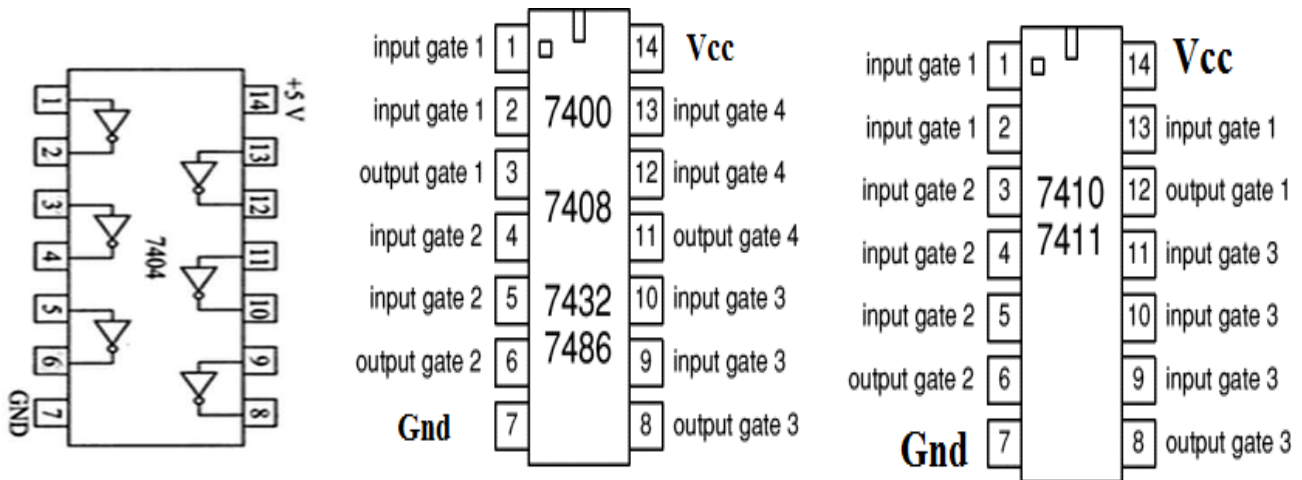 1
2
3
4
5
6
GND
7
7404
+5 V
14
13
12
11
10
9
8
input gate 1
1
14
Vcc
input gate 1
2
7400
13
input gate 4
output gate 1
3
12
input gate 4
7408
input gate 2
4
11
output gate 4
input gate 2
5
7432
10
input gate 3
output gate 2
6
7486
9
input gate 3
Gnd
7
8
output gate 3
input gate 1
1
14
Vcc
input gate 1
2
13
input gate 1
input gate 2
3
7410
12
output gate 1
input gate 2
4
7411
11
input gate 3
input gate 2
5
10
input gate 3
output gate 2
6
9
input gate 3
Gnd
7
8
output gate 3